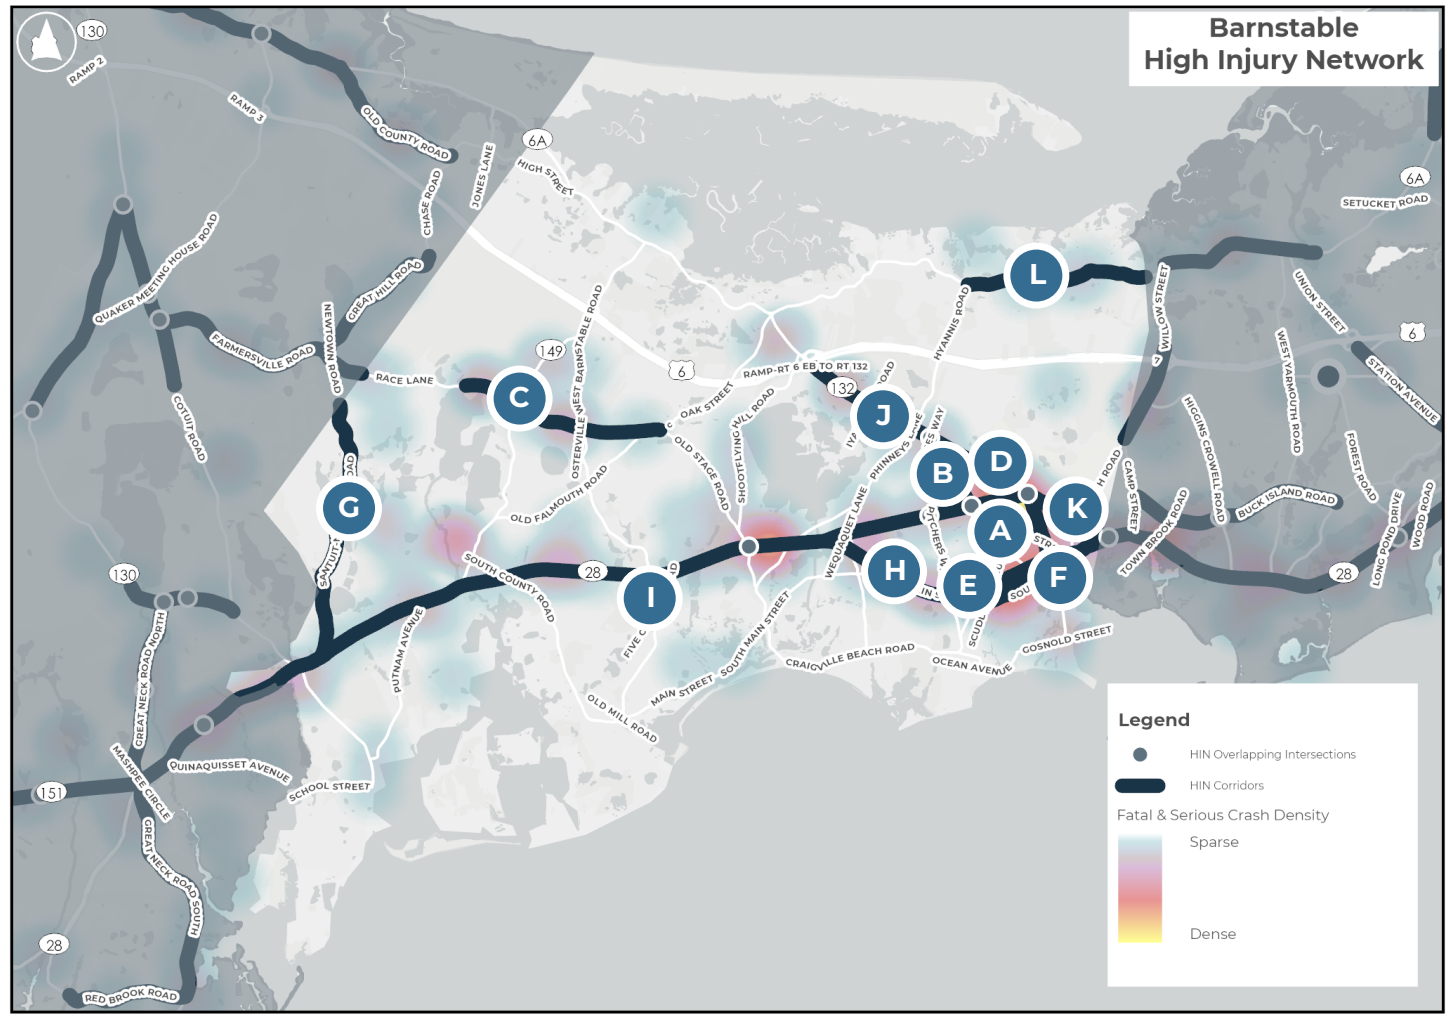 Barnstable
High Injury Network
130
RAMP 2
RAMP 3
OLD COUNTY ROAD
JONES LANE
6A
HIGH STREET
CHASE ROAD
6A
SETUCKET ROAD
QUAKER MEETING HOUSE ROAD
GREAT HILL ROAD
NEWTOWN ROAD
FARMERSVILLE ROAD
RACE LANE
COTUIT ROAD
149
OSTERVILLE WEST BARNSTABLE ROAD
6
RAMP-RT 6 EB TO RT 132
132
OAK STREET
HYANNIS ROAD
L
WILLOW STREET
7
UNION STREET
6
WEST YARMOUTH ROAD
STATION AVENUE
HIGGINS CROWELL ROAD
FOREST ROAD
C
J
OLD STAGE ROAD
SHOOTFLYING HILL ROAD
PHINNEYS LANE
B
D
K
A
H ROAD
CAMP STREET
BUCK ISLAND ROAD
G
OLD FALMOUTH ROAD
WEQUAQUET LANE
TOWN BROOK ROAD
LONG POND DRIVE
WOOD ROAD
28
130
SOUTH COUNTY ROAD
28
I
H
E
F
GREAT NECK ROAD NORTH
PUTNAM AVENUE
SOUTH MAIN STREET
CRAIGVILLE BEACH ROAD
OCEAN AVENUE
GOSNOLD STREET
MAIN STREET
OLD MILL ROAD
MASHPEE CIRCLE
QUINAQUISSET AVENUE
SCHOOL STREET
151
GREAT NECK ROAD SOUTH
28
RED BROOK ROAD
Legend
HIN Overlapping Intersections
HIN Corridors
Fatal & Serious Crash Density
Sparse
Dense